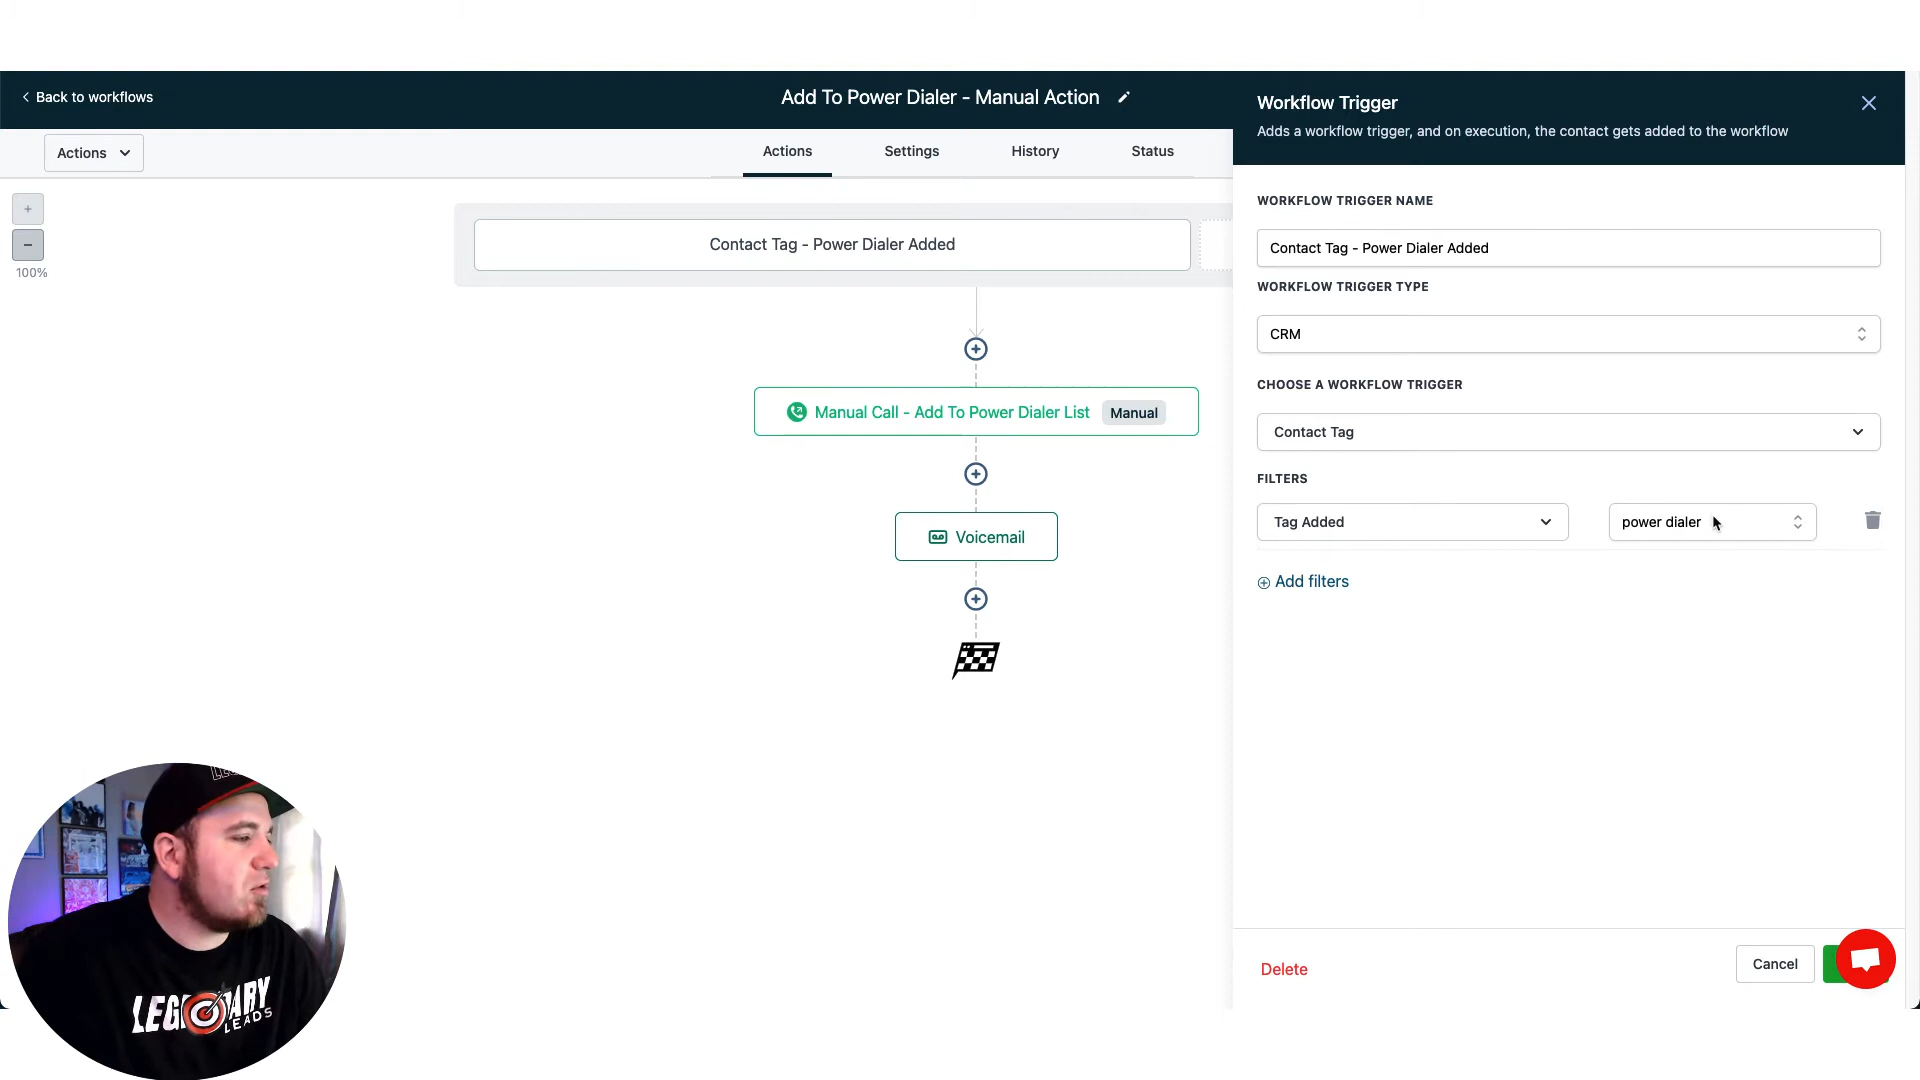 Back to workflows
Add To Power Dialer - Manual Action
Actions
Actions
Settings
History
Status
+
-
100%
Contact Tag - Power Dialer Added
Manual Call - Add To Power Dialer List Manual
Voicemail
Workflow Trigger
Adds a workflow trigger, and on execution, the contact gets added to the workflow
WORKFLOW TRIGGER NAME
Contact Tag - Power Dialer Added
WORKFLOW TRIGGER TYPE
CRM
CHOOSE A WORKFLOW TRIGGER
Contact Tag
FILTERS
Tag Added
power dialer
Add filters
Delete
Cancel
LEGENDARY
LEADS